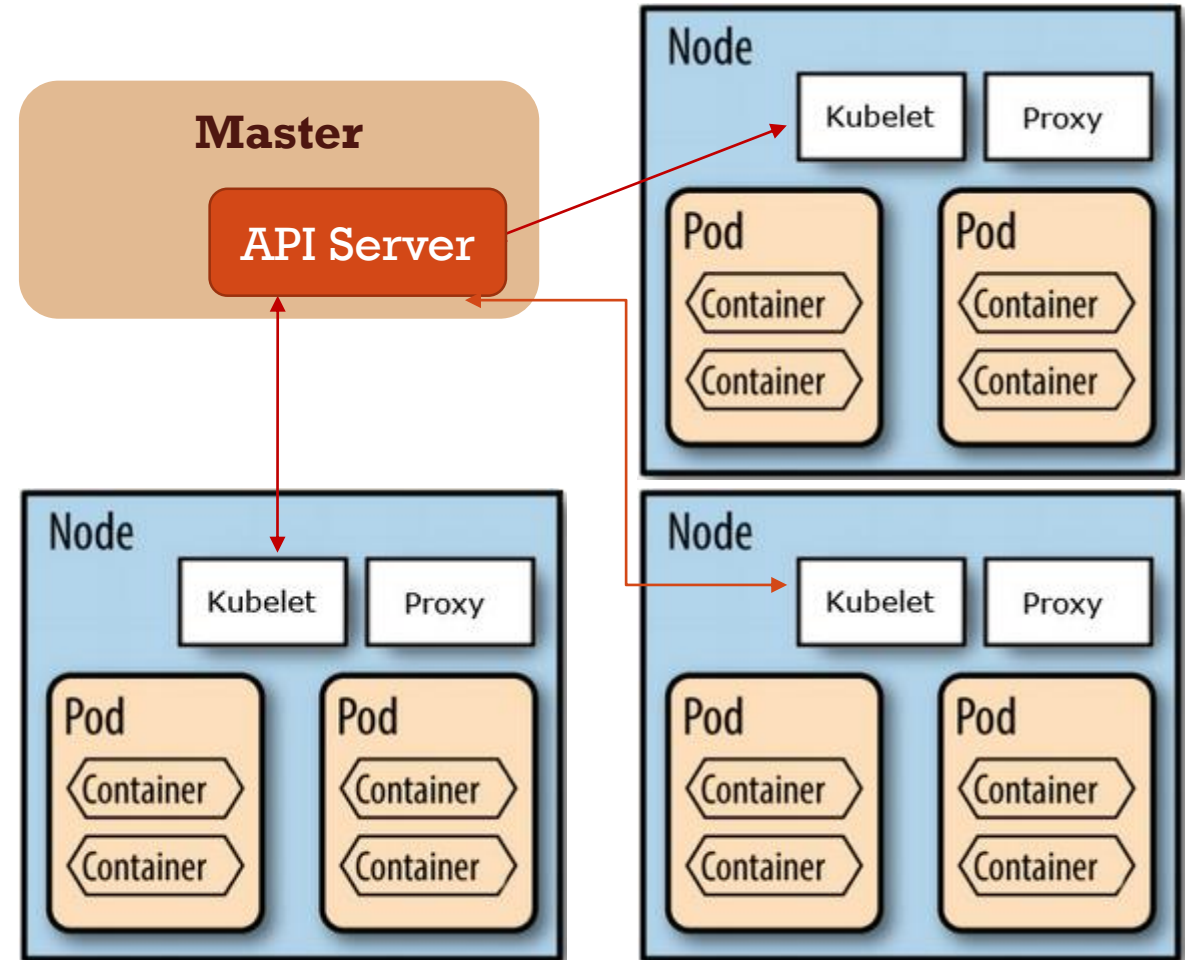 Master
API Server
Node
Kubelet
Proxy
Pod
Container
Container
Pod
Container
Container
Node
Kubelet
Proxy
Pod
Container
Container
Pod
Container
Container
Node
Kubelet
Proxy
Pod
Container
Container
Pod
Container
Container